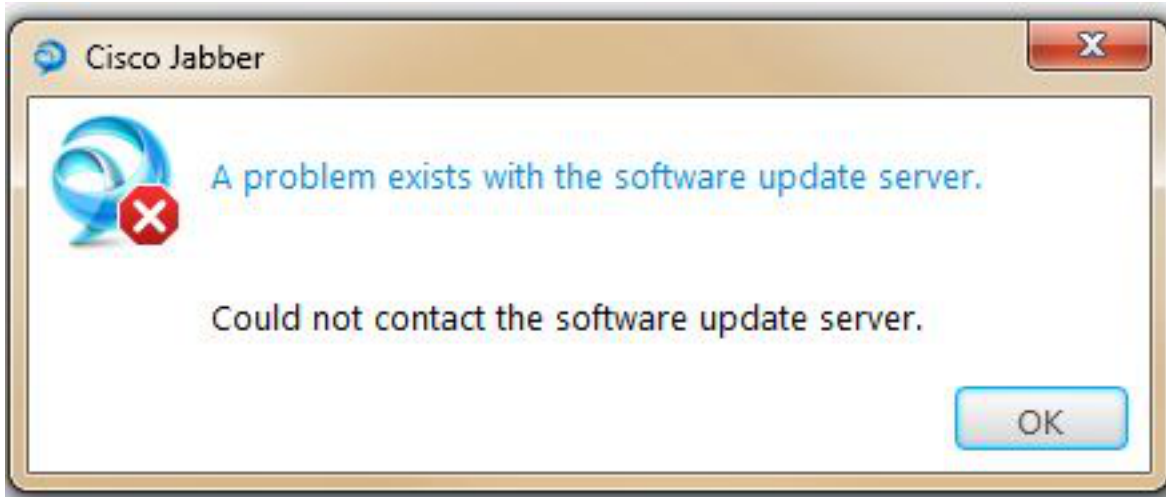 Cisco Jabber
A problem exists with the software update server.
Could not contact the software update server.
OK